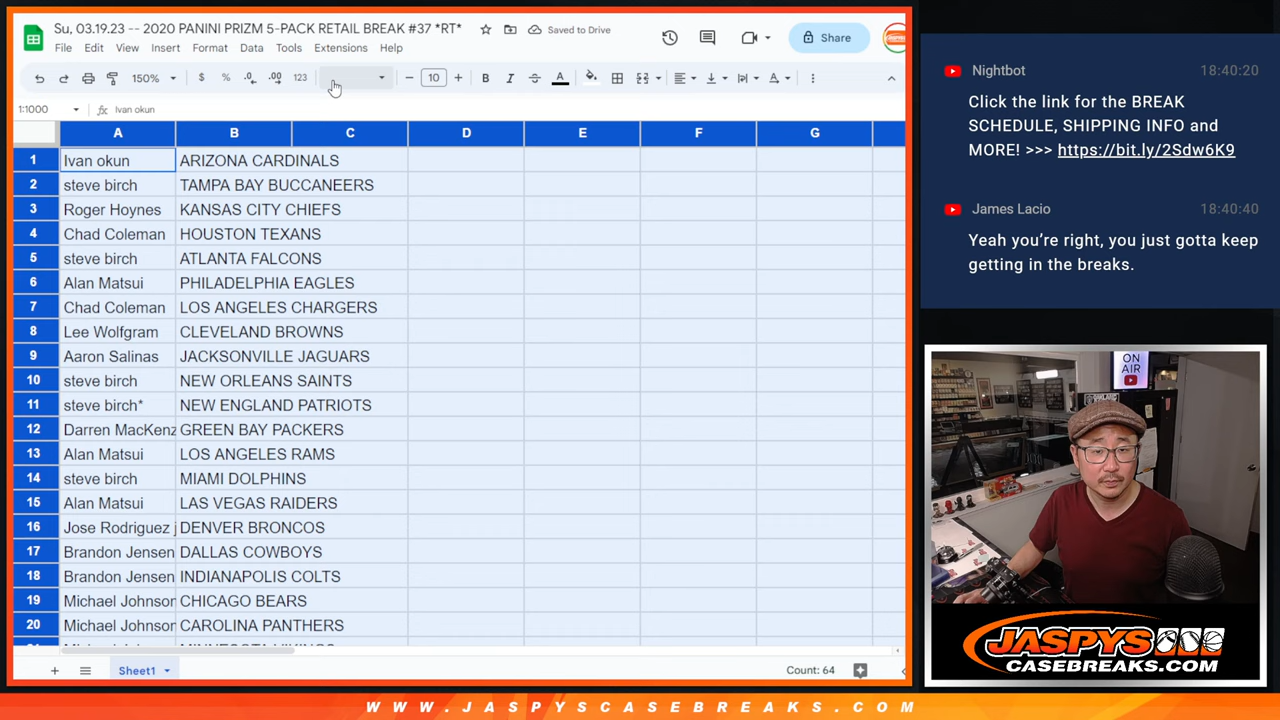 Su, 03.19.23 -- 2020 PANINI PRIZM 5-PACK RETAIL BREAK #37 *RT*
Saved to Drive
Share
File Edit View Insert Format Data Tools Extensions Help
150% $ % .0 .00 123 10 B I A
1:1000 fx Ivan okun
A B C D E F G
1 Ivan okun ARIZONA CARDINALS
2 steve birch TAMPA BAY BUCCANEERS
3 Roger Hoynes KANSAS CITY CHIEFS
4 Chad Coleman HOUSTON TEXANS
5 steve birch ATLANTA FALCONS
6 Alan Matsui PHILADELPHIA EAGLES
7 Chad Coleman LOS ANGELES CHARGERS
8 Lee Wolfgram CLEVELAND BROWNS
9 Aaron Salinas JACKSONVILLE JAGUARS
10 steve birch NEW ORLEANS SAINTS
11 steve birch* NEW ENGLAND PATRIOTS
12 Darren MacKenz GREEN BAY PACKERS
13 Alan Matsui LOS ANGELES RAMS
14 steve birch MIAMI DOLPHINS
15 Alan Matsui LAS VEGAS RAIDERS
16 Jose Rodriguez j DENVER BRONCOS
17 Brandon Jensen DALLAS COWBOYS
18 Brandon Jensen INDIANAPOLIS COLTS
19 Michael Johnson CHICAGO BEARS
20 Michael Johnson CAROLINA PANTHERS
Sheet1
Count: 64
Nightbot 18:40:20
Click the link for the BREAK
SCHEDULE, SHIPPING INFO and
MORE! >>> https://bit.ly/2Sdw6K9
James Lacio 18:40:40
Yeah you're right, you just gotta keep
getting in the breaks.
ON
AIR
JASPYS
CASEBREAKS.COM
WWW.JASPYSCASEBREAKS.COM